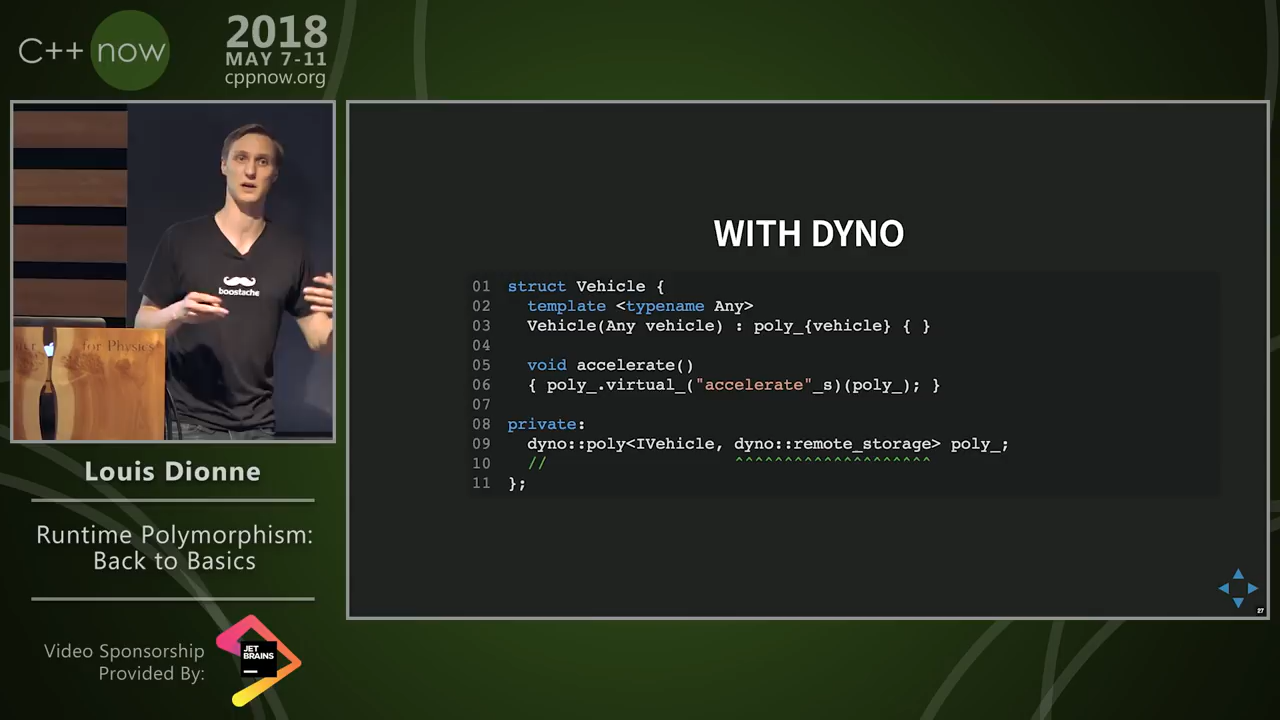 C++ now
2018
MAY 7-11
cppnow.org
boostache
for Physics
Louis Dionne
Runtime Polymorphism:
Back to Basics
Video Sponsorship
Provided By:
JET
BRAINS
WITH DYNO
01 struct Vehicle {
02   template <typename Any>
03   Vehicle(Any vehicle) : poly_{vehicle} { }
04
05   void accelerate()
06   { poly_.virtual_("accelerate"_s)(poly_); }
07
08 private:
09   dyno::poly<IVehicle, dyno::remote_storage> poly_;
10   //                   ^^^^^^^^^^^^^^^^^^^^
11 };
27